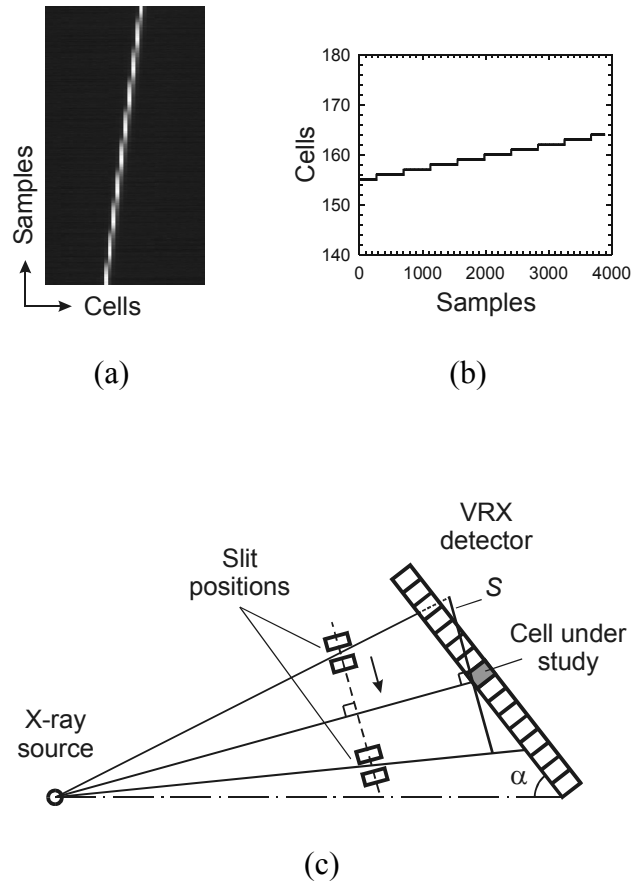 Samples
Cells
(a)
180
170
160
150
140
Cells
0 1000 2000 3000 4000
Samples
(b)
VRX
detector
Slit
positions
S
Cell under
study
X-ray
source
α
(c)